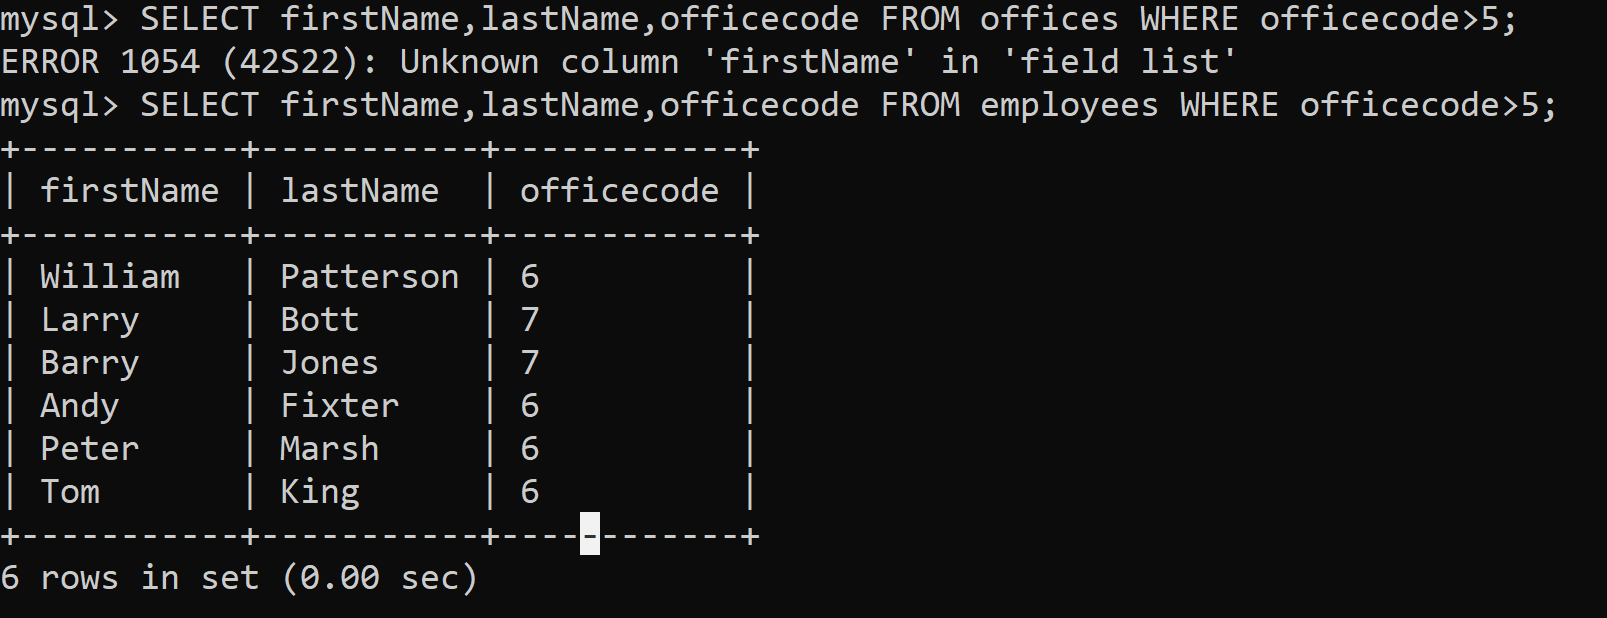 mysql> SELECT firstName,lastName,officecode FROM offices WHERE officecode>5;
ERROR 1054 (42S22): Unknown column 'firstName' in 'field list'
mysql> SELECT firstName,lastName,officecode FROM employees WHERE officecode>5;
+-----------+-----------+------------+
| firstName | lastName  | officecode |
+-----------+-----------+------------+
| William   | Patterson | 6          |
| Larry     | Bott      | 7          |
| Barry     | Jones     | 7          |
| Andy      | Fixter    | 6          |
| Peter     | Marsh     | 6          |
| Tom       | King      | 6          |
+-----------+-----------+------------+
6 rows in set (0.00 sec)